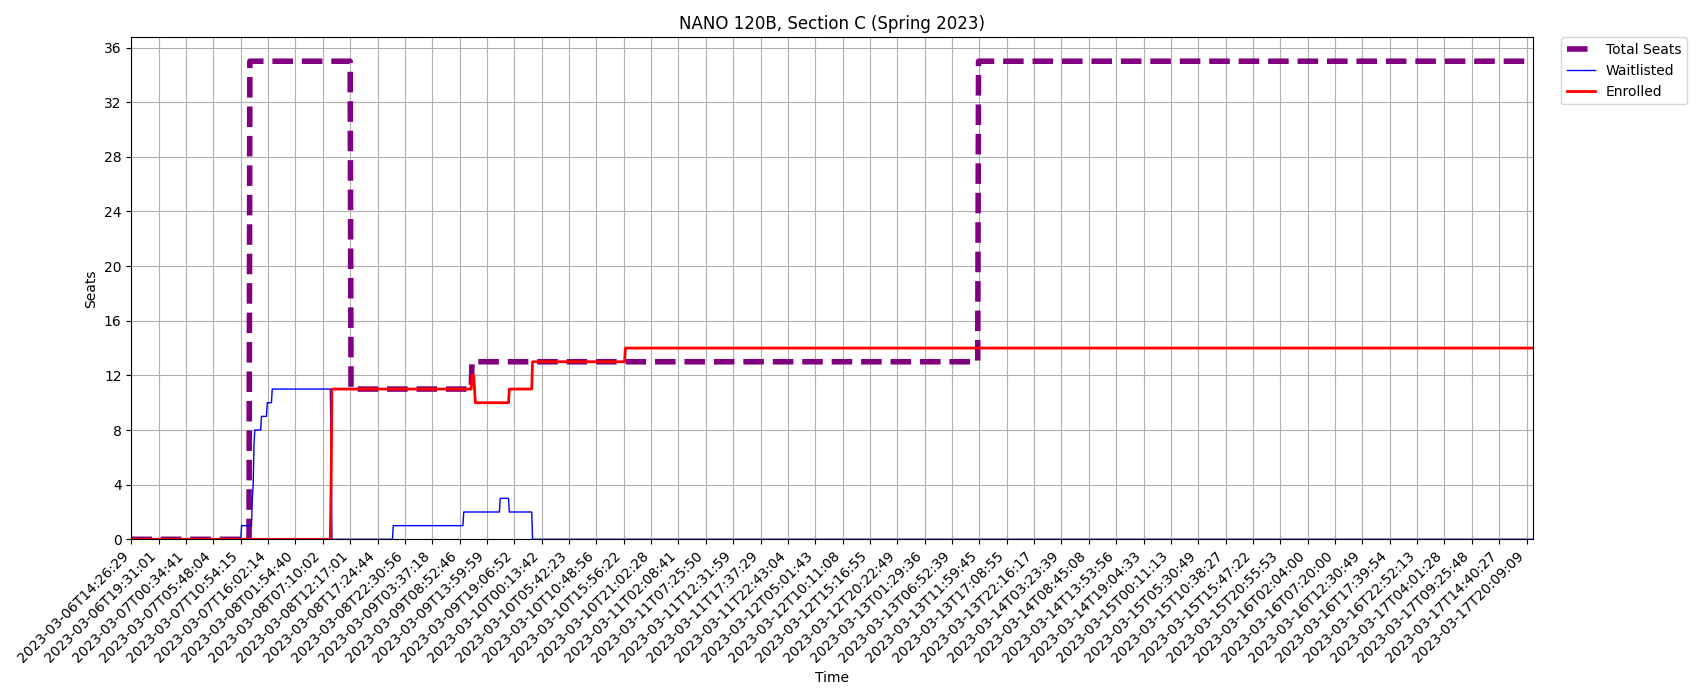 NANO 120B, Section C (Spring 2023)
Total Seats
Waitlisted
Enrolled
Seats
36
32
28
24
20
16
12
8
4
0
2023-03-06T14:26:29
2023-03-06T19:31:01
2023-03-07T00:34:41
2023-03-07T05:48:04
2023-03-07T10:54:15
2023-03-07T16:02:14
2023-03-08T01:54:40
2023-03-08T07:10:02
2023-03-08T12:17:01
2023-03-08T17:24:44
2023-03-08T22:30:56
2023-03-09T03:37:18
2023-03-09T08:52:46
2023-03-09T13:59:59
2023-03-09T19:06:52
2023-03-10T00:13:42
2023-03-10T05:42:23
2023-03-10T10:48:56
2023-03-10T15:56:22
2023-03-10T21:02:28
2023-03-11T02:08:41
2023-03-11T07:25:50
2023-03-11T12:31:59
2023-03-11T17:37:29
2023-03-11T22:43:04
2023-03-12T05:01:43
2023-03-12T10:11:08
2023-03-12T15:16:55
2023-03-12T20:22:49
2023-03-13T01:29:36
2023-03-13T06:52:39
2023-03-13T11:59:45
2023-03-13T17:08:55
2023-03-13T22:16:17
2023-03-14T03:23:39
2023-03-14T08:45:08
2023-03-14T13:53:56
2023-03-14T19:04:33
2023-03-15T00:11:13
2023-03-15T05:30:49
2023-03-15T10:38:27
2023-03-15T15:47:22
2023-03-15T20:55:53
2023-03-16T02:04:00
2023-03-16T07:20:00
2023-03-16T12:30:49
2023-03-16T17:39:54
2023-03-16T22:52:13
2023-03-17T04:01:28
2023-03-17T09:25:48
2023-03-17T14:40:27
2023-03-17T20:09:09
Time